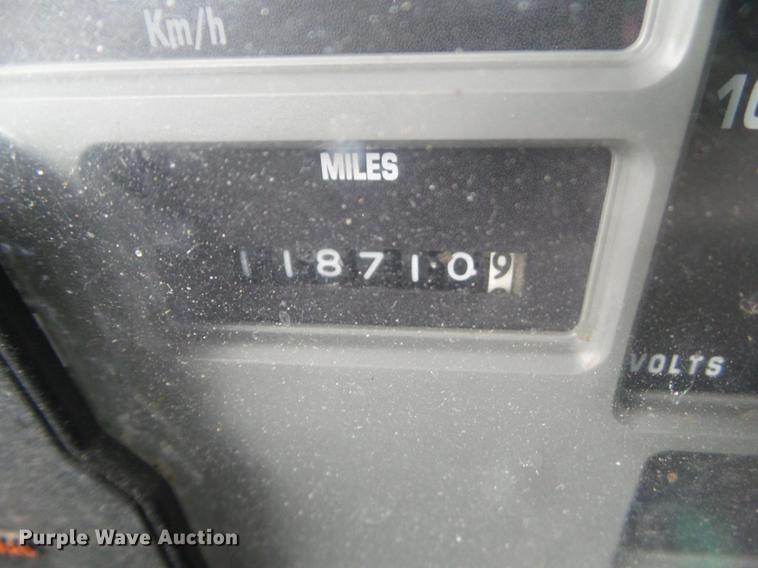 Km/h
MILES
1187109
VOLTS
Purple Wave Auction